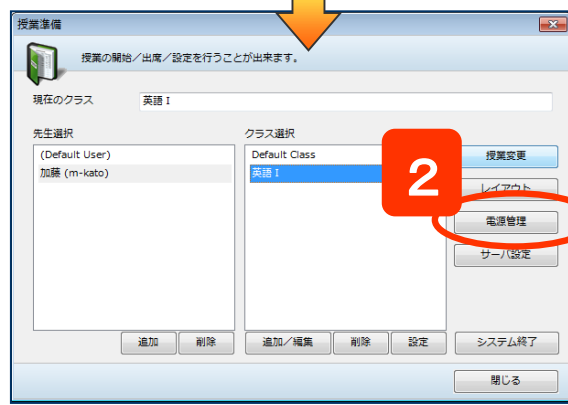 授業準備
授業の開始／出席／設定を行うことが出来ます。
現在のクラス 英語 I
先生選択 クラス選択
(Default User) Default Class 授業変更
加藤 (m-kato) 英語 I レイアウト
2
電源管理
サーバ設定
追加 削除 追加／編集 削除 設定 システム終了
閉じる